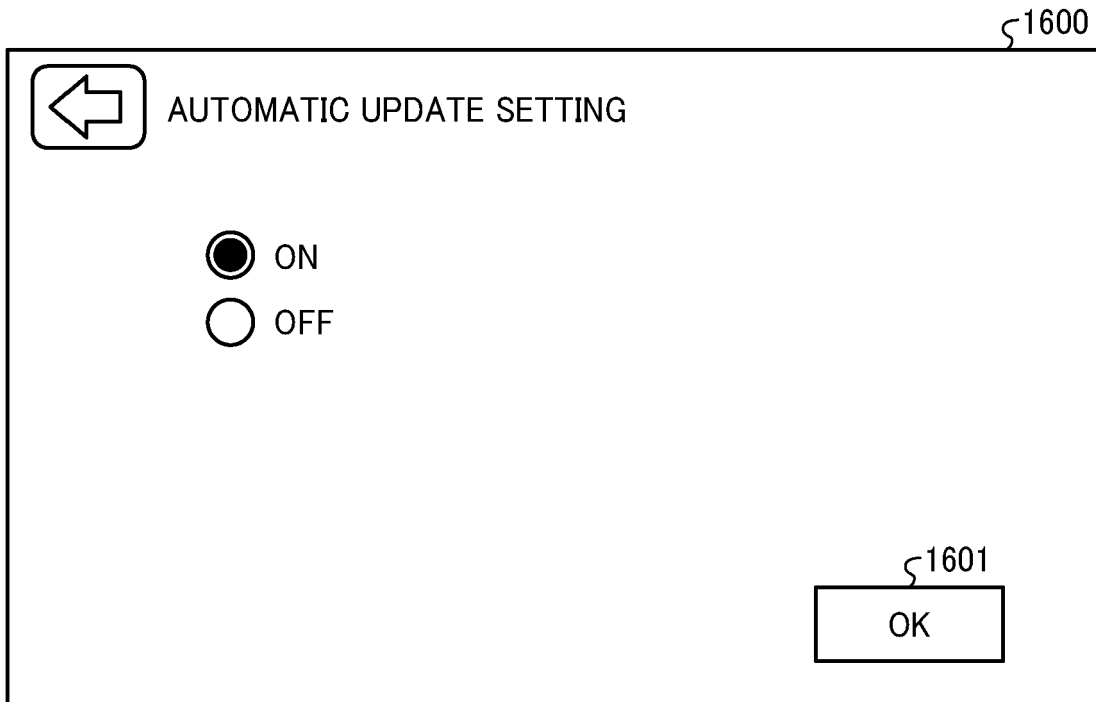 1600
AUTOMATIC UPDATE SETTING
ON
OFF
1601
OK